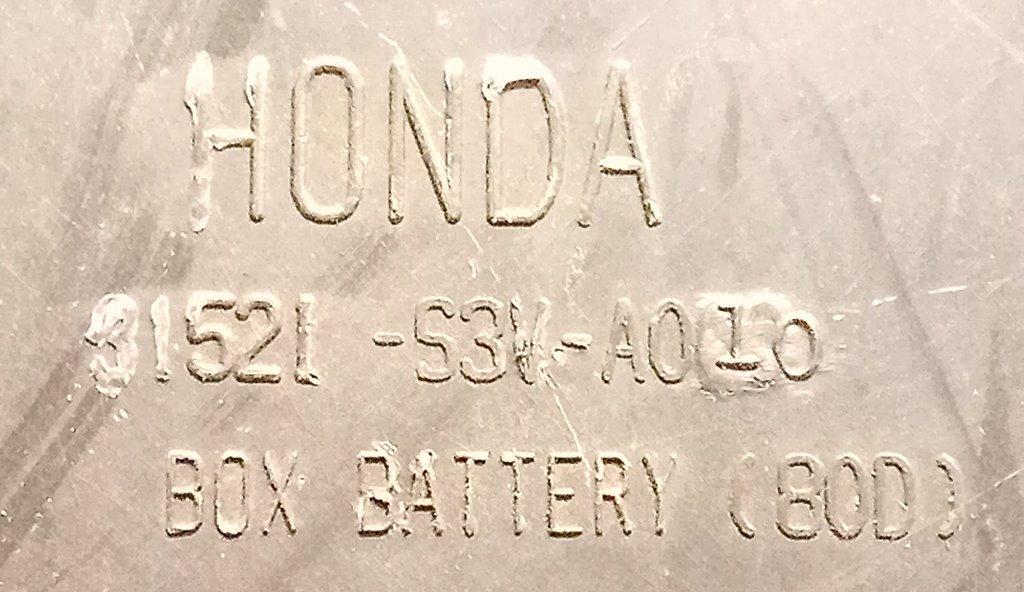 HONDA
31521 -S3V-A010
BOX BATTERY (80D)